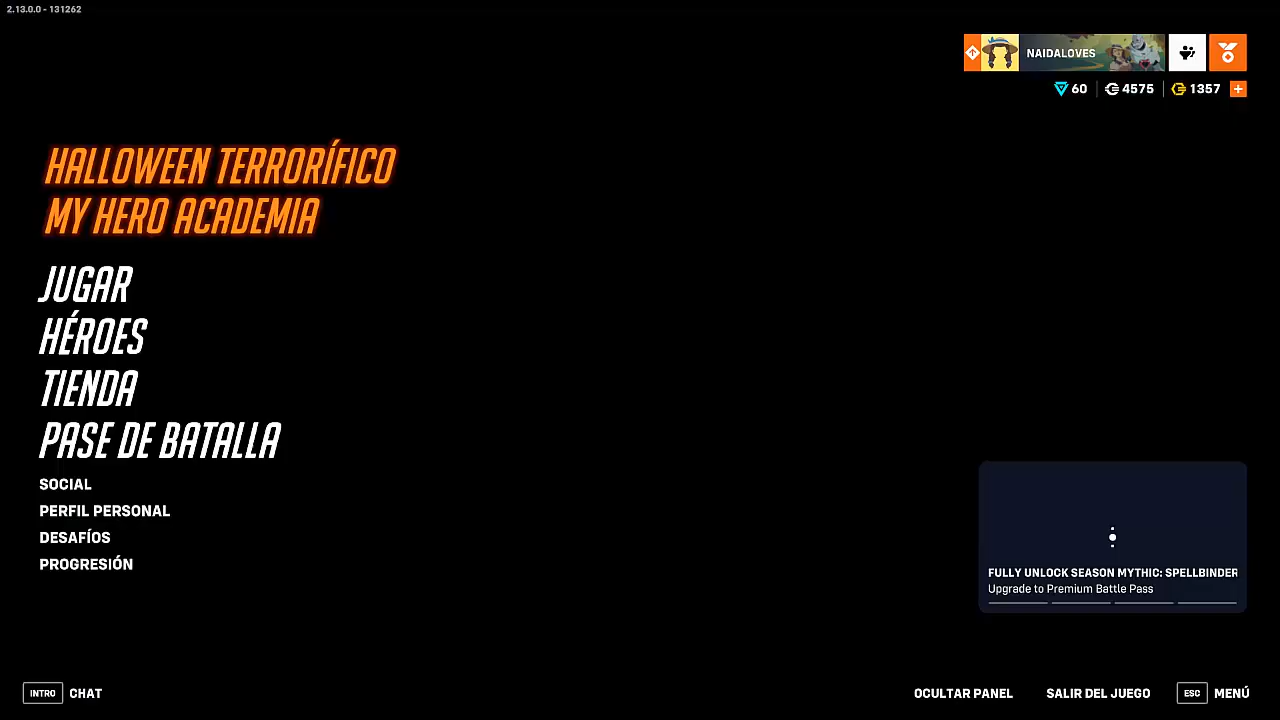 2.13.0.0 - 131262
NAIDALOVES
60 4575 1357
HALLOWEEN TERRORÍFICO
MY HERO ACADEMIA
JUGAR
HÉROES
TIENDA
PASE DE BATALLA
SOCIAL
PERFIL PERSONAL
DESAFÍOS
PROGRESIÓN
FULLY UNLOCK SEASON MYTHIC: SPELLBINDER
Upgrade to Premium Battle Pass
INTRO CHAT
OCULTAR PANEL SALIR DEL JUEGO ESC MENÚ